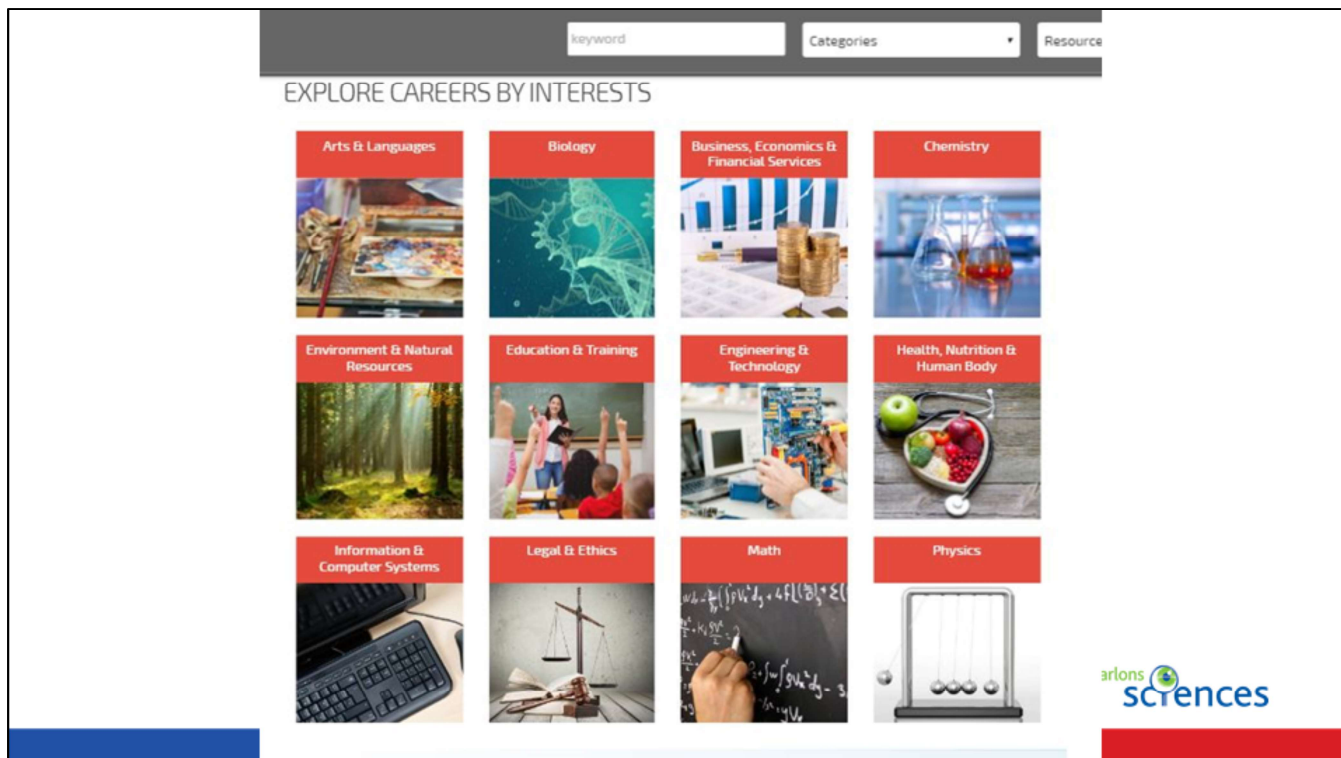 keyword
Categories
Resource
EXPLORE CAREERS BY INTERESTS
Arts & Languages
Biology
Business, Economics &
Financial Services
Chemistry
Environment & Natural
Resources
Education & Training
Engineering &
Technology
Health, Nutrition &
Human Body
Information &
Computer Systems
Legal & Ethics
Math
Physics
arlons
sciences